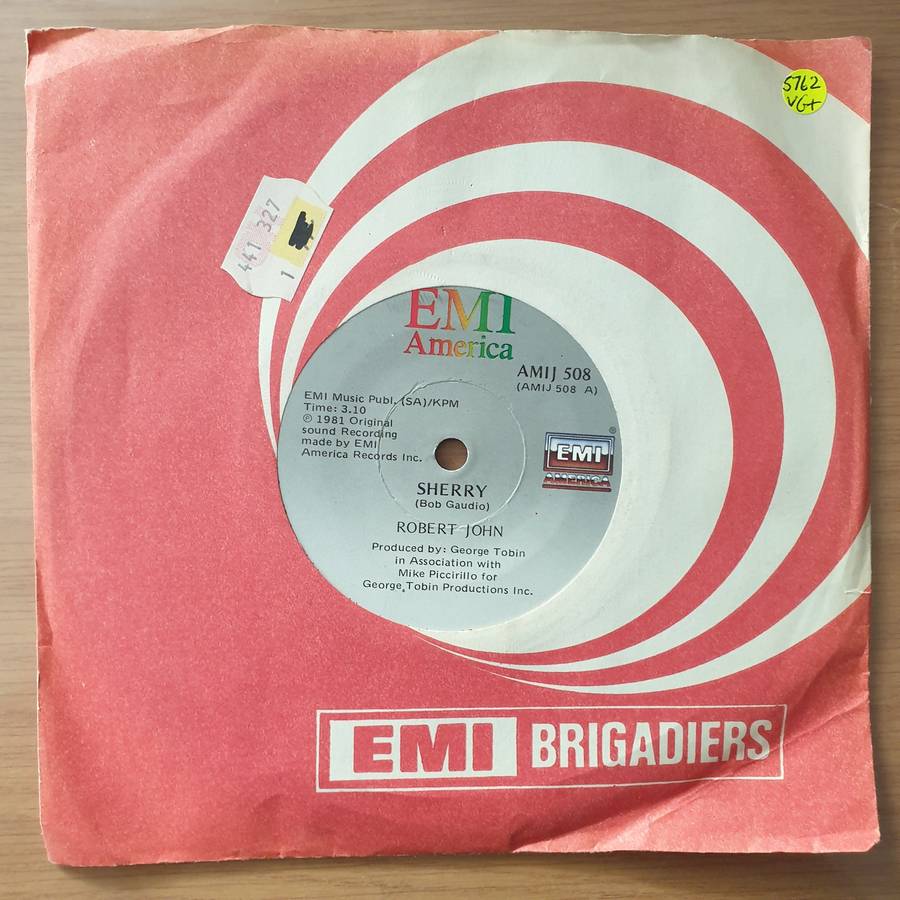 5762
VG+
441 327
1
EMI
America
AMIJ 508
(AMIJ 508 A)
EMI Music Publ. (SA)/KPM
Time: 3.10
℗ 1981 Original
sound Recording
made by EMI
America Records Inc.
®
EMI
AMERICA
SHERRY
(Bob Gaudio)
ROBERT JOHN
Produced by: George Tobin
in Association with
Mike Piccirillo for
George Tobin Productions Inc.
EMI BRIGADIERS